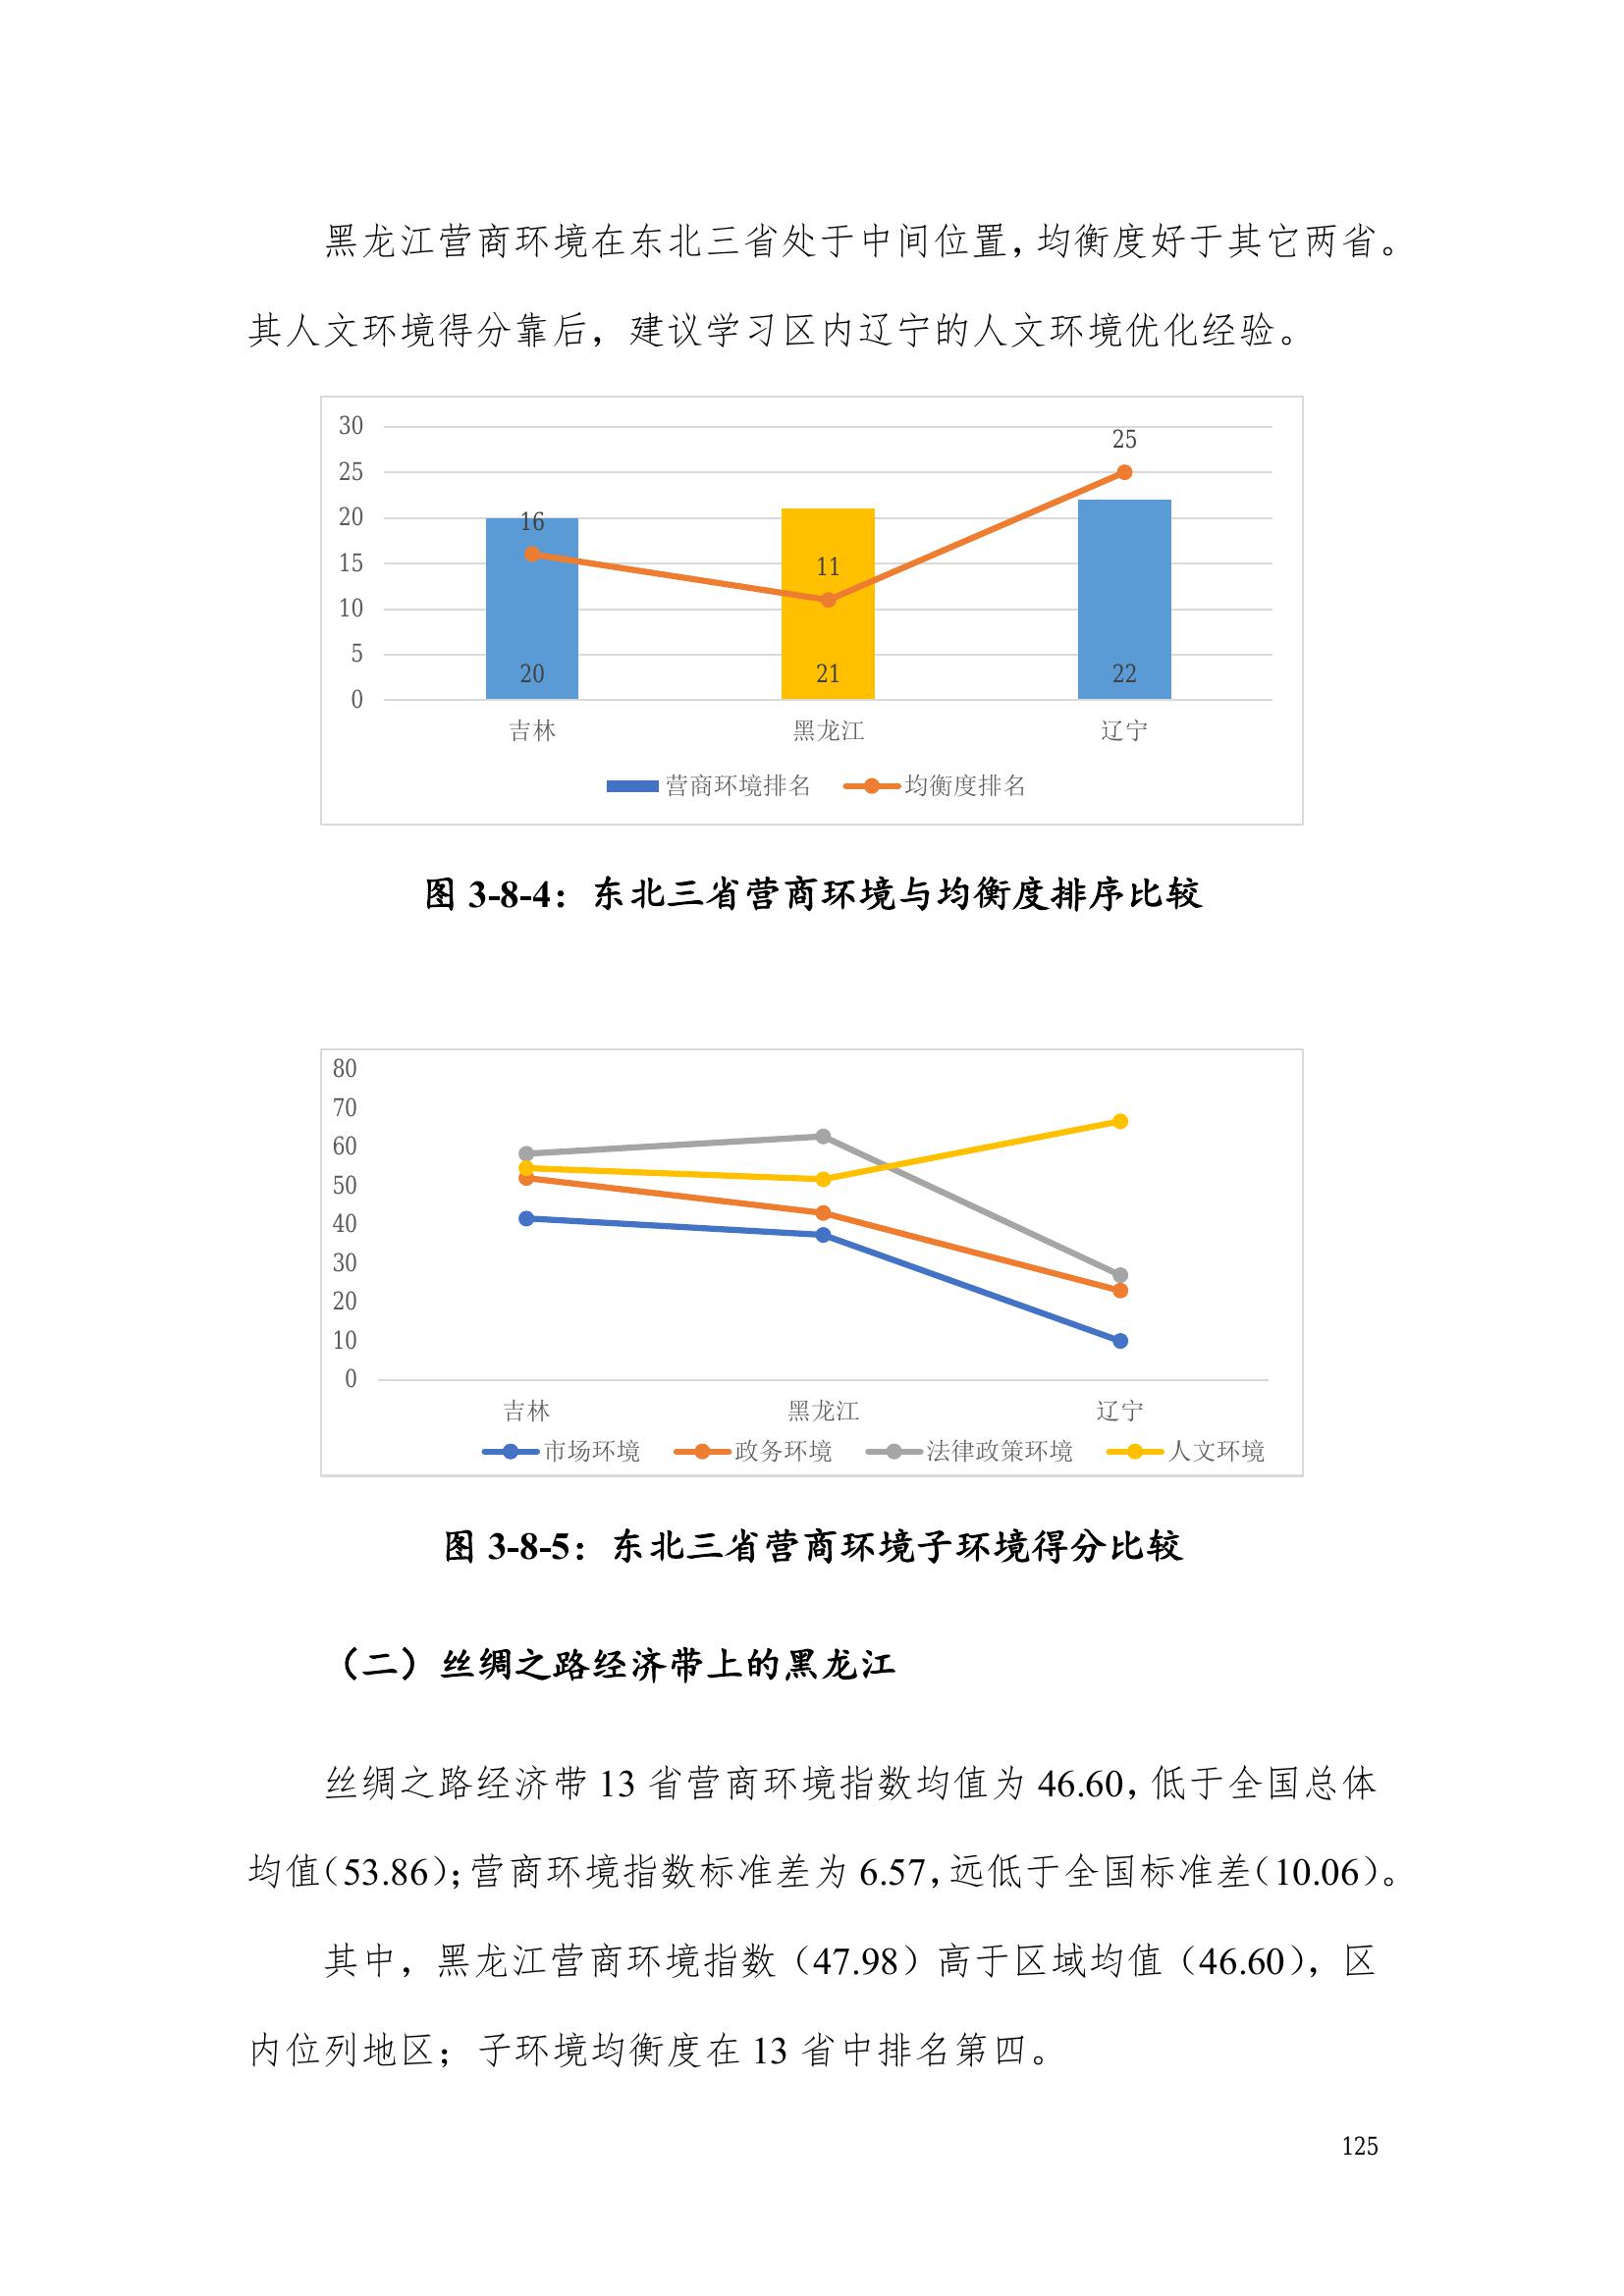 黑龙江营商环境在东北三省处于中间位置，均衡度好于其它两省。
其人文环境得分靠后，建议学习区内辽宁的人文环境优化经验。
30
25
20
15
10
5
0
16
11
25
20
21
22
吉林
黑龙江
辽宁
营商环境排名
均衡度排名
图 3-8-4：东北三省营商环境与均衡度排序比较
80
70
60
50
40
30
20
10
0
吉林
黑龙江
辽宁
市场环境
政务环境
法律政策环境
人文环境
图 3-8-5：东北三省营商环境子环境得分比较
（二）丝绸之路经济带上的黑龙江
丝绸之路经济带 13 省营商环境指数均值为 46.60，低于全国总体
均值（53.86）；营商环境指数标准差为 6.57，远低于全国标准差（10.06）。
其中，黑龙江营商环境指数（47.98）高于区域均值（46.60），区
内位列地区；子环境均衡度在 13 省中排名第四。
125